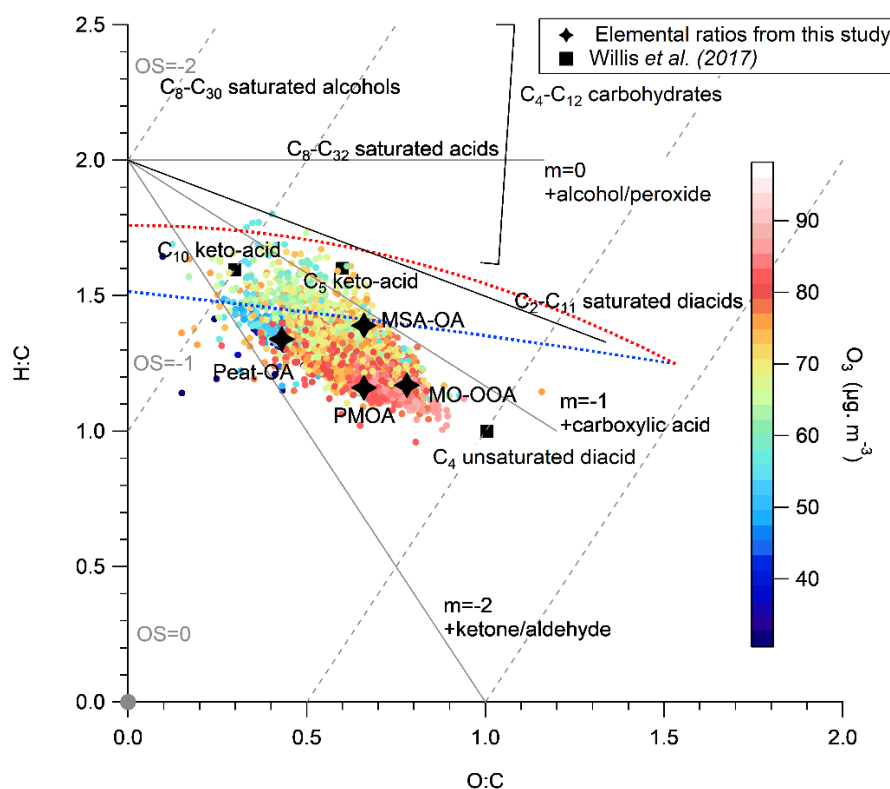 Elemental ratios from this study
Willis et al. (2017)
2.5
OS=-2
C8-C30 saturated alcohols
C4-C12 carbohydrates
C8-C32 saturated acids
2.0
m=0
+alcohol/peroxide
C10 keto-acid
C5 keto-acid
C2-C11 saturated diacids
1.5
MSA-OA
OS=-1
Peat-OA
MO-OOA
PMOA
m=-1
+carboxylic acid
1.0
C4 unsaturated diacid
H:C
0.5
m=-2
+ketone/aldehyde
OS=0
0.0
0.0 0.5 1.0 1.5 2.0
O:C
90
80
70
60
50
40
O3 (µg. m-3)